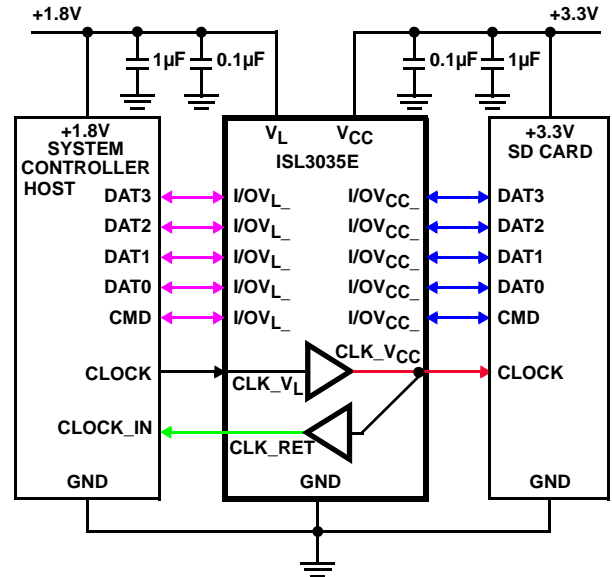 +1.8V +3.3V
1µF 0.1µF 0.1µF 1µF
+1.8V
SYSTEM
CONTROLLER
HOST
DAT3
DAT2
DAT1
DAT0
CMD
CLOCK
CLOCK_IN
GND
VL VCC
ISL3035E
I/OVL_ I/OVCC_
I/OVL_ I/OVCC_
I/OVL_ I/OVCC_
I/OVL_ I/OVCC_
I/OVL_ I/OVCC_
CLK_VCC
CLK_VL
CLK_RET
GND
+3.3V
SD CARD
DAT3
DAT2
DAT1
DAT0
CMD
CLOCK
GND